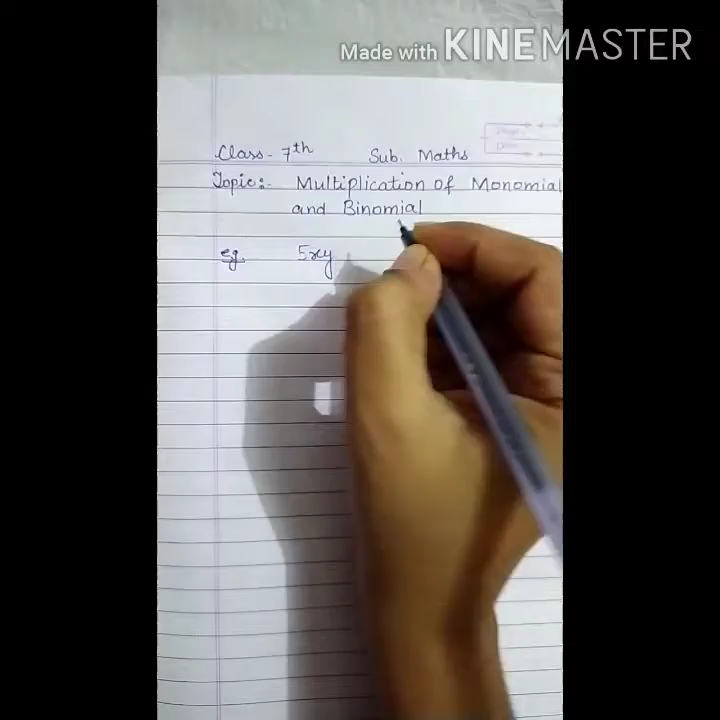 Made with KINEMASTER
Class - 7th Sub. Maths
Topic:- Multiplication of Monomial
and Binomial
eg. 5xy